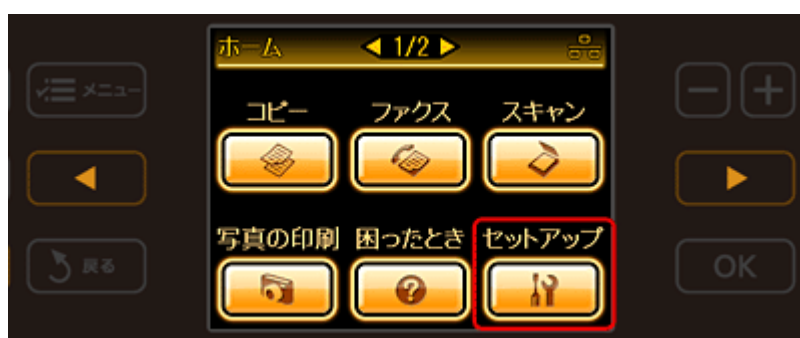 ホーム 1/2
メニュー
コピー ファクス スキャン
写真の印刷 困ったとき セットアップ
戻る OK